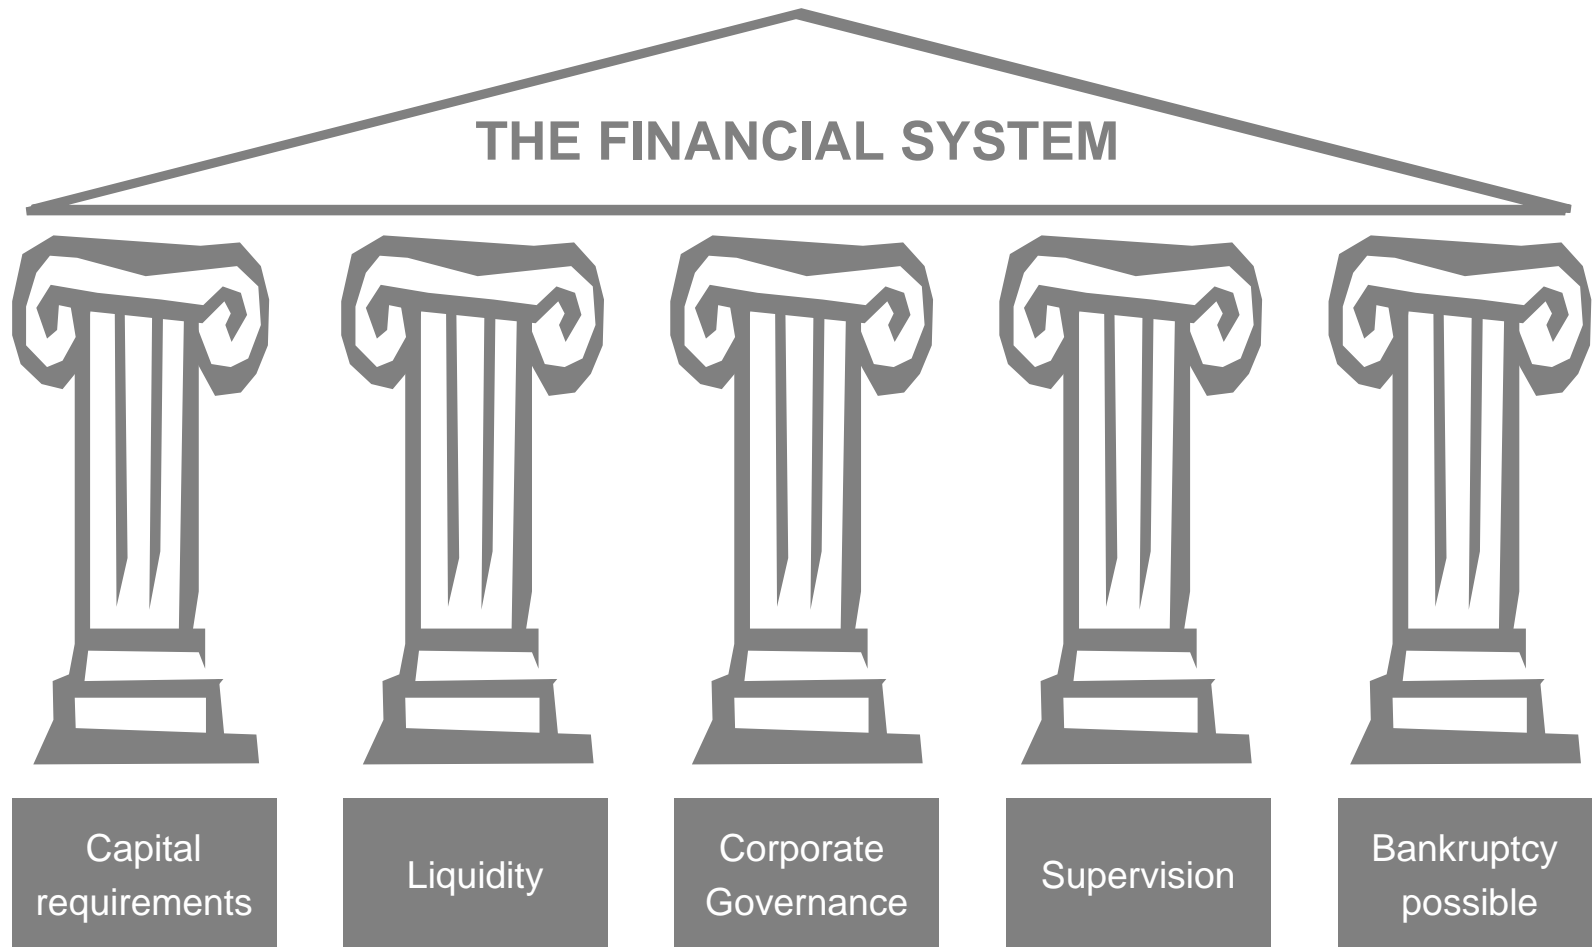 THE FINANCIAL SYSTEM
Capital
requirements
Liquidity
Corporate
Governance
Supervision
Bankruptcy
possible